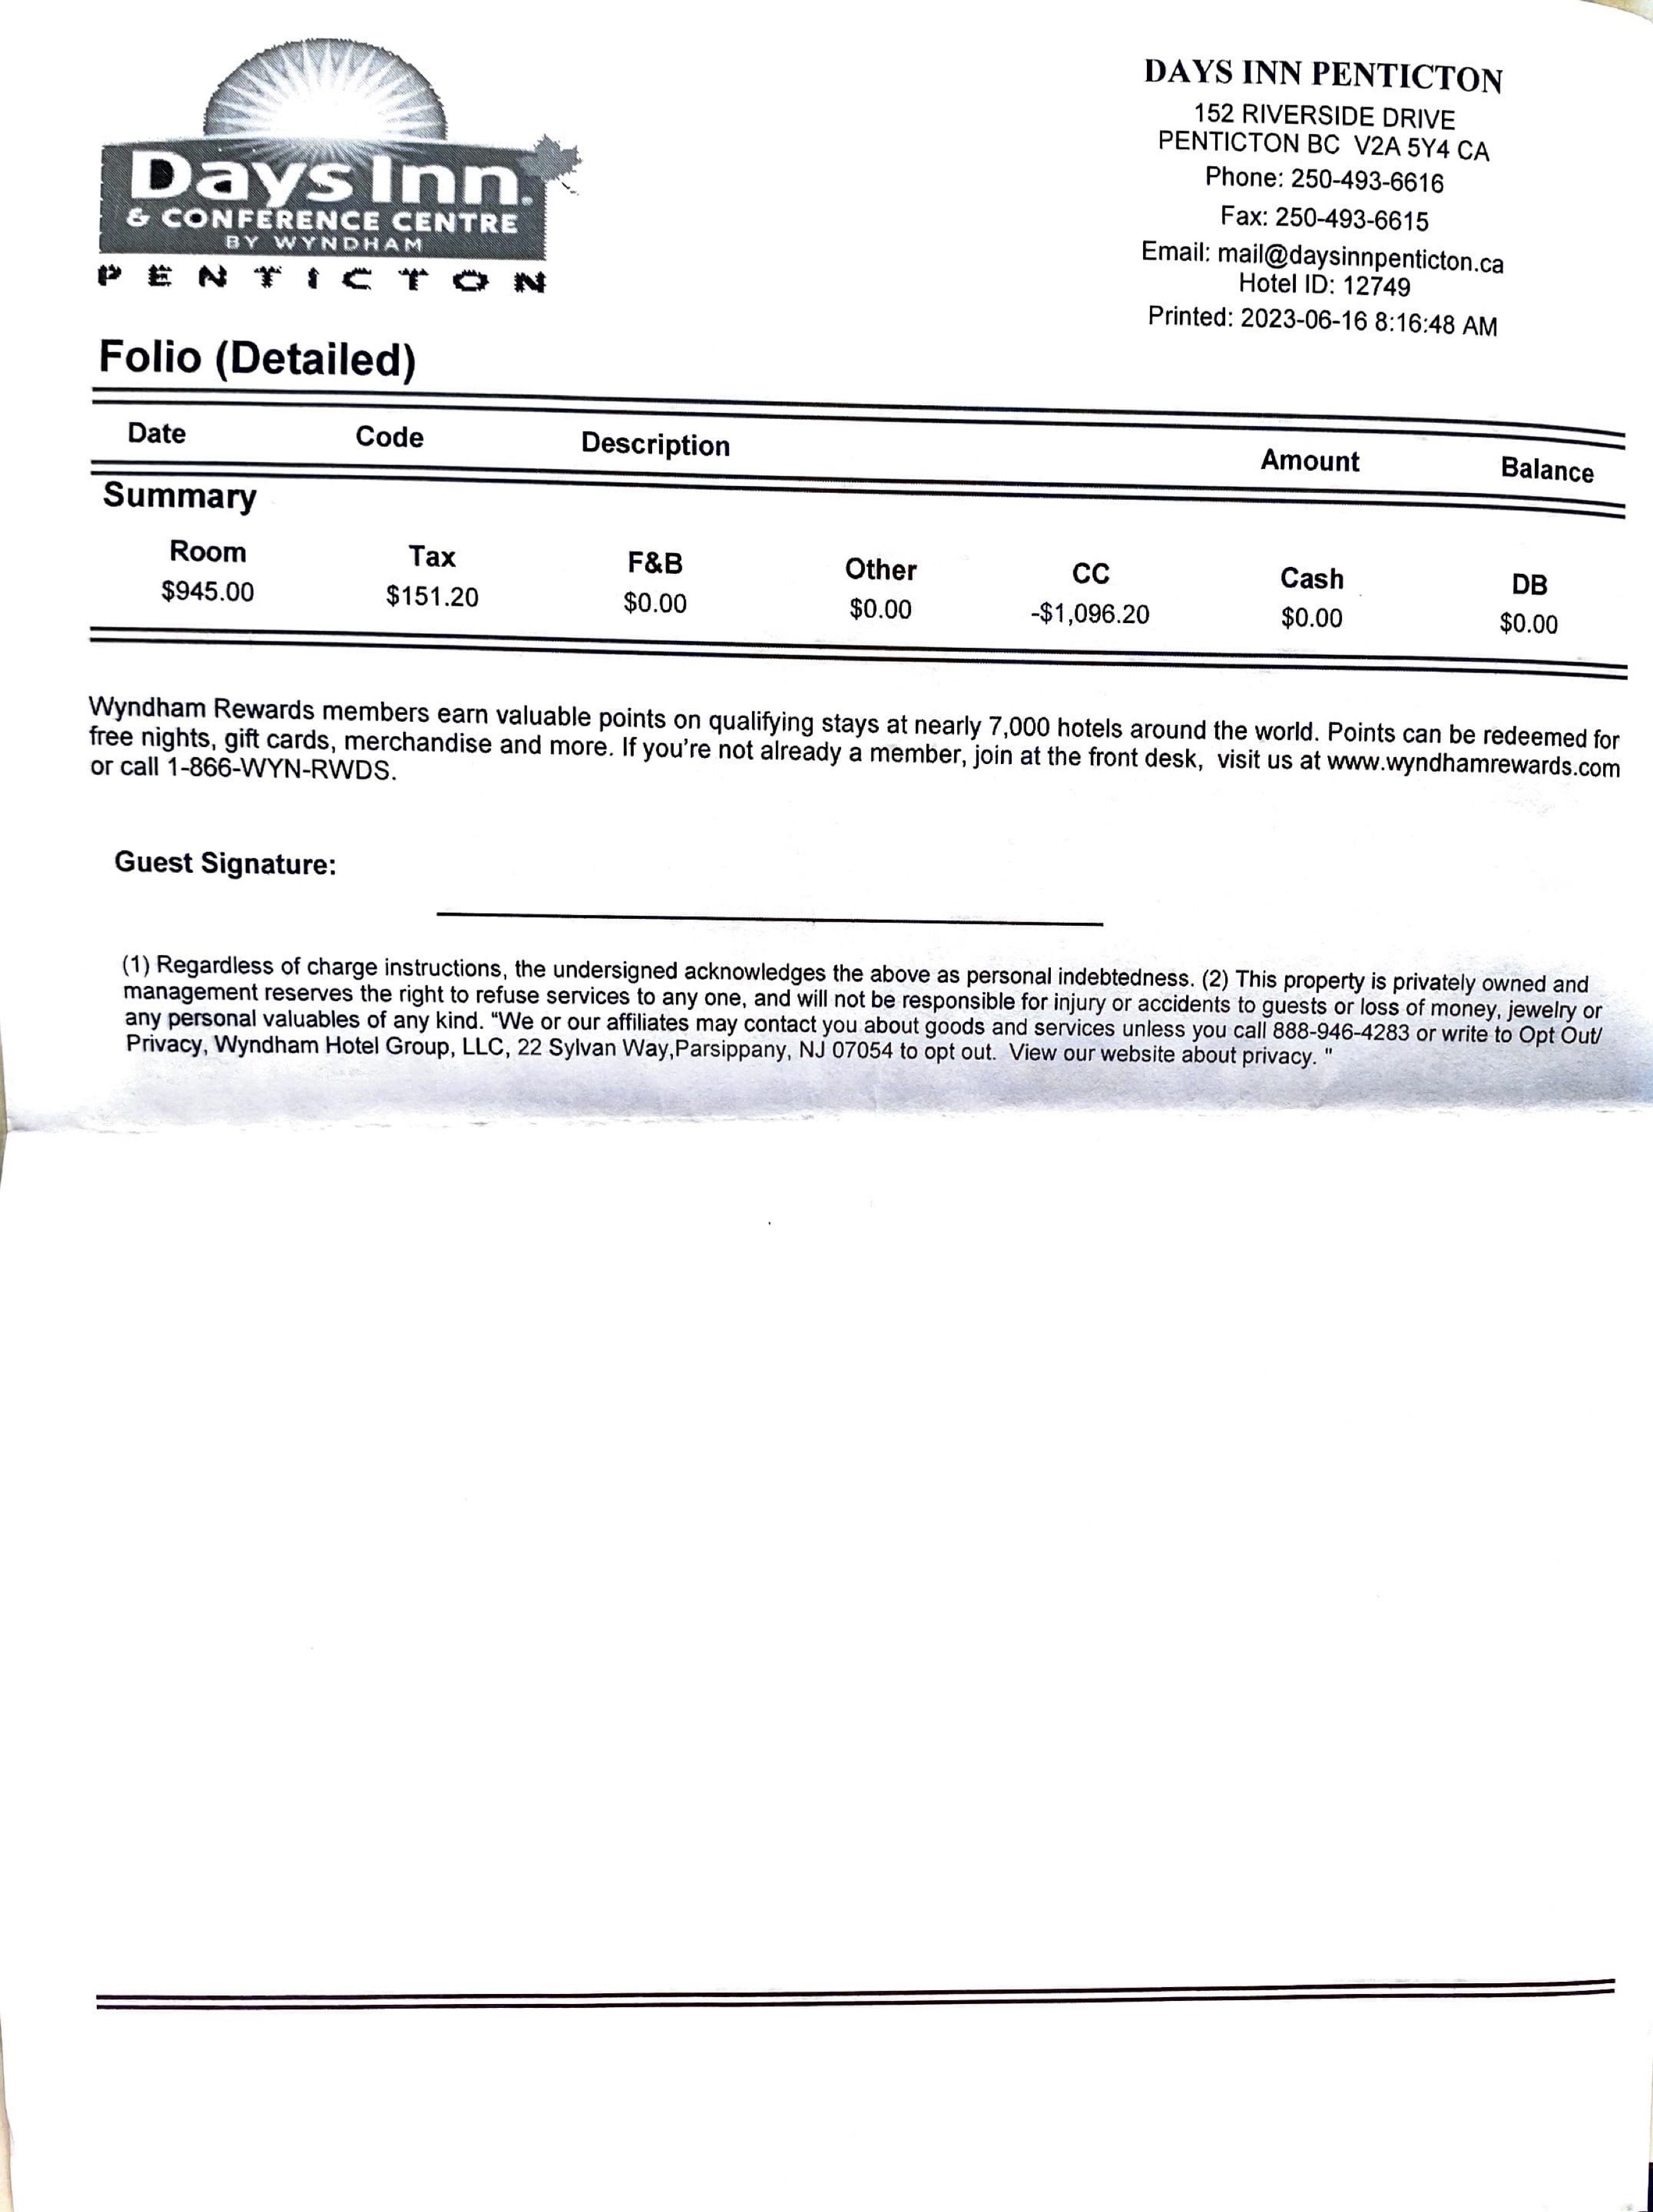 Days Inn.
& CONFERENCE CENTRE
BY WYNDHAM
PENTICTON
DAYS INN PENTICTON
152 RIVERSIDE DRIVE
PENTICTON BC  V2A 5Y4 CA
Phone: 250-493-6616
Fax: 250-493-6615
Email: mail@daysinnpenticton.ca
Hotel ID: 12749
Printed: 2023-06-16 8:16:48 AM
Folio (Detailed)
Date Code Description Amount Balance
Summary
Room Tax F&B Other CC Cash DB
$945.00 $151.20 $0.00 $0.00 -$1,096.20 $0.00 $0.00
Wyndham Rewards members earn valuable points on qualifying stays at nearly 7,000 hotels around the world. Points can be redeemed for
free nights, gift cards, merchandise and more. If you're not already a member, join at the front desk,  visit us at www.wyndhamrewards.com
or call 1-866-WYN-RWDS.
Guest Signature:
(1) Regardless of charge instructions, the undersigned acknowledges the above as personal indebtedness. (2) This property is privately owned and
management reserves the right to refuse services to any one, and will not be responsible for injury or accidents to guests or loss of money, jewelry or
any personal valuables of any kind. “We or our affiliates may contact you about goods and services unless you call 888-946-4283 or write to Opt Out/
Privacy, Wyndham Hotel Group, LLC, 22 Sylvan Way,Parsippany, NJ 07054 to opt out.  View our website about privacy. "